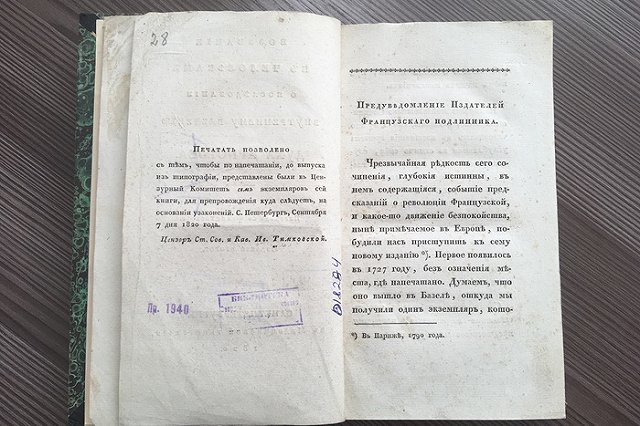 28
Печатать позволено
съ тѣмъ, чтобы по напечатаніи, до выпуска
изъ типографіи, представлены были въ Цен-
зурный Комитетъ семь экземпляровъ сей
книги, для препровожденія куда слѣдуетъ, на
основаніи узаконеній. С. Петербургъ, Сентября
7 дня 1820 года.
Цензоръ Ст. Сов. и Кав. Ив. Тимковской.
Пр. 1940
БИБЛИОТЕКА
Предувѣдомленіе Издателей
Французскаго подлинника.
Чрезвычайная рѣдкость сего со-
чиненія, глубокія истины, въ
немъ содержащіяся, событіе пред-
сказаній о революціи Французской,
и какое-то движеніе безпокойства,
нынѣ примѣчаемое въ Европѣ, по-
будили насъ приступить къ сему
новому изданію *). Первое появилось
въ 1727 году, безъ означенія мѣ-
ста, гдѣ напечатано. Думаемъ, что
оно вышло въ Базелѣ, откуда мы
получили одинъ экземпляръ, кото-
*) Въ Парижѣ, 1790 года.